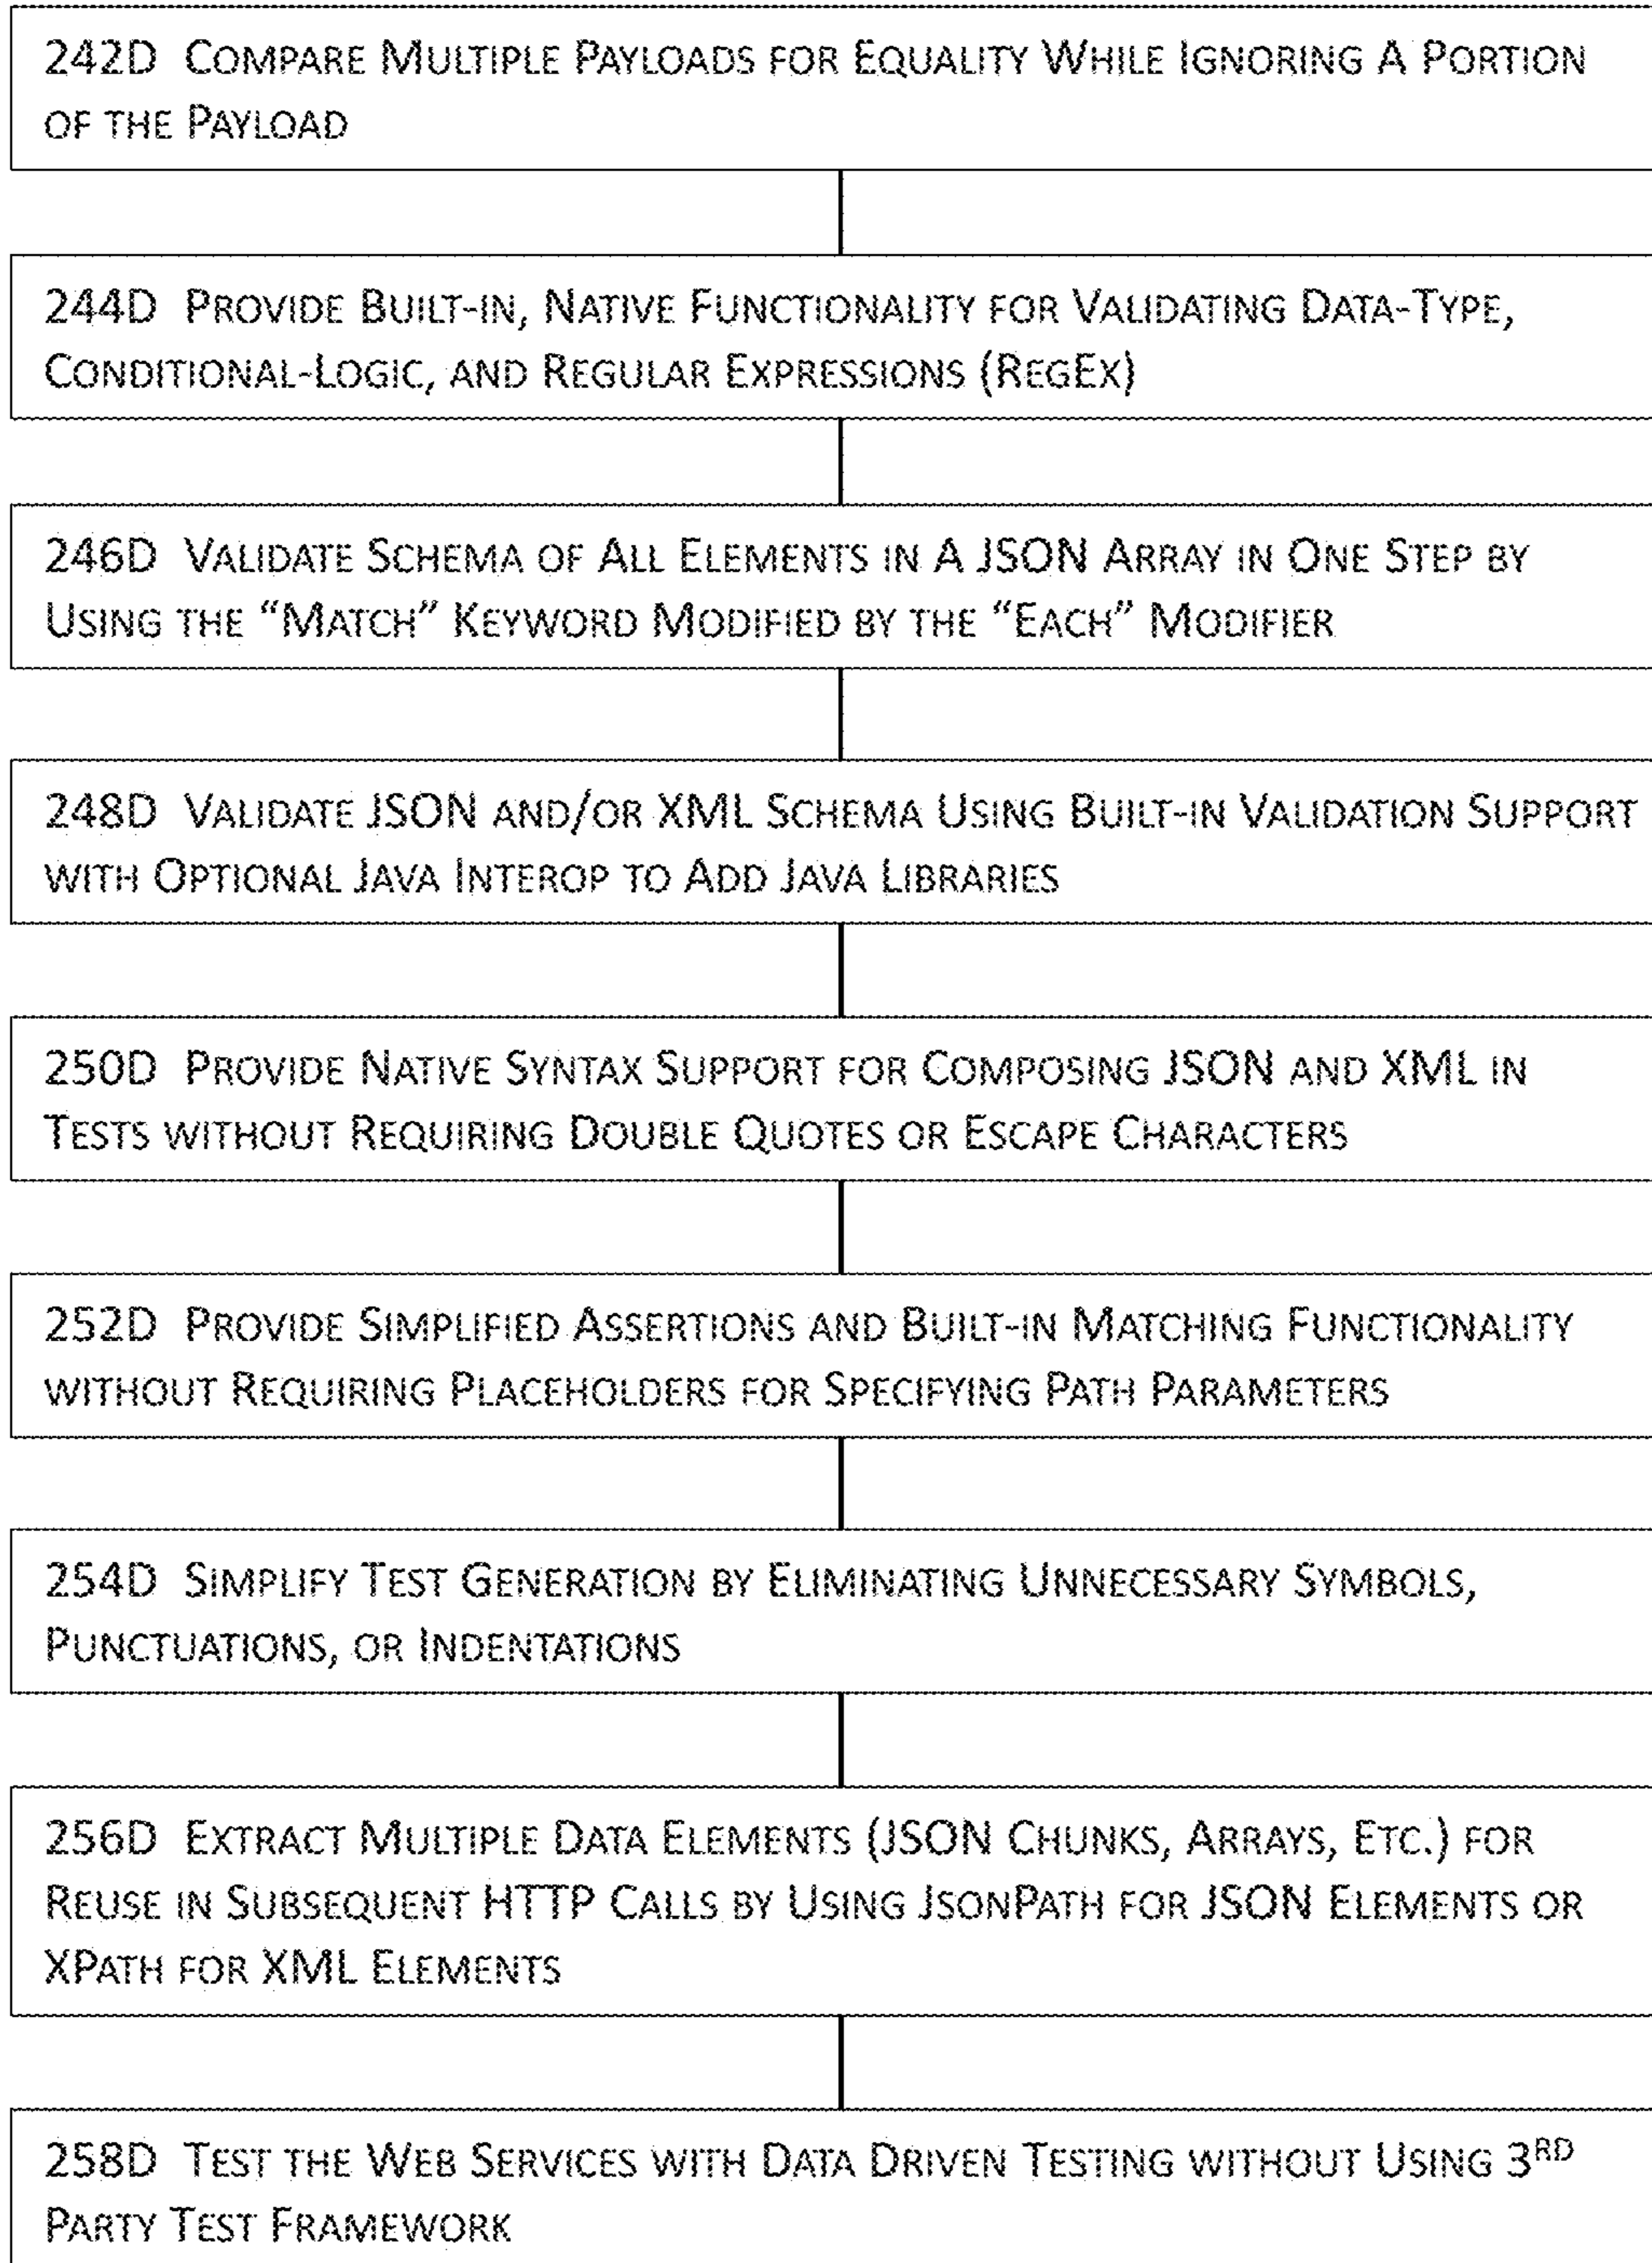 242D Compare Multiple Payloads for Equality While Ignoring A Portion
of the Payload
244D Provide Built-in, Native Functionality for Validating Data-Type,
Conditional-Logic, and Regular Expressions (RegEx)
246D Validate Schema of All Elements in A JSON Array in One Step by
Using the “Match” Keyword Modified by the “Each” Modifier
248D Validate JSON and/or XML Schema Using Built-in Validation Support
with Optional Java Interop to Add Java Libraries
250D Provide Native Syntax Support for Composing JSON and XML in
Tests without Requiring Double Quotes or Escape Characters
252D Provide Simplified Assertions and Built-in Matching Functionality
without Requiring Placeholders for Specifying Path Parameters
254D Simplify Test Generation by Eliminating Unnecessary Symbols,
Punctuations, or Indentations
256D Extract Multiple Data Elements (JSON Chunks, Arrays, Etc.) for
Reuse in Subsequent HTTP Calls by Using JsonPath for JSON Elements or
XPath for XML Elements
258D Test the Web Services with Data Driven Testing without Using 3RD
Party Test Framework